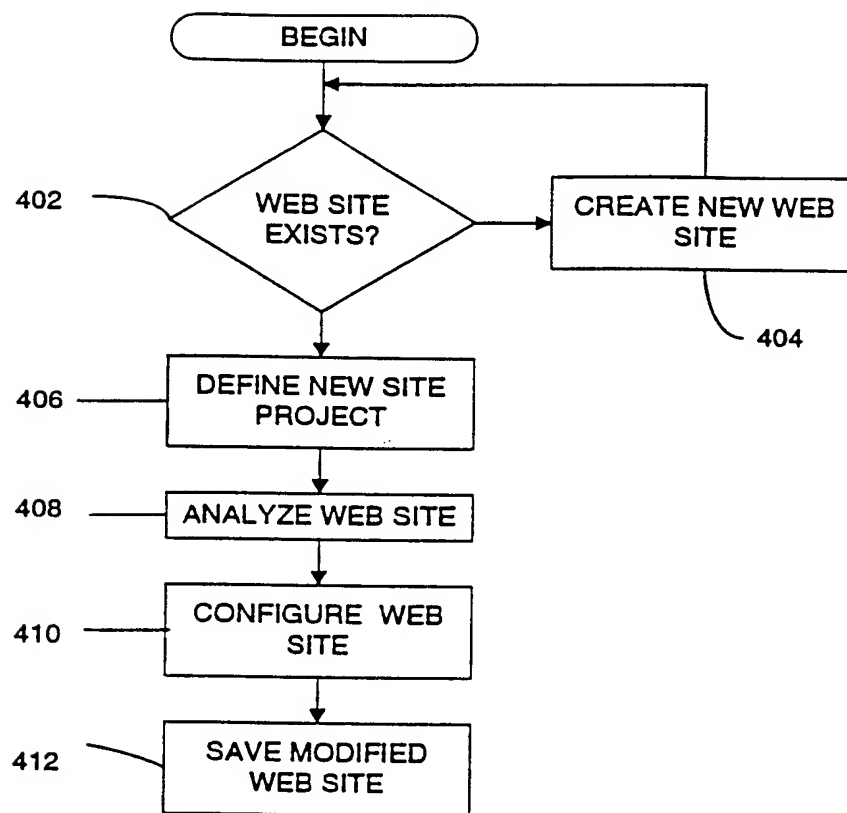 BEGIN
402
WEB SITE
EXISTS?
CREATE NEW WEB
SITE
404
406
DEFINE NEW SITE
PROJECT
408
ANALYZE WEB SITE
410
CONFIGURE WEB
SITE
412
SAVE MODIFIED
WEB SITE